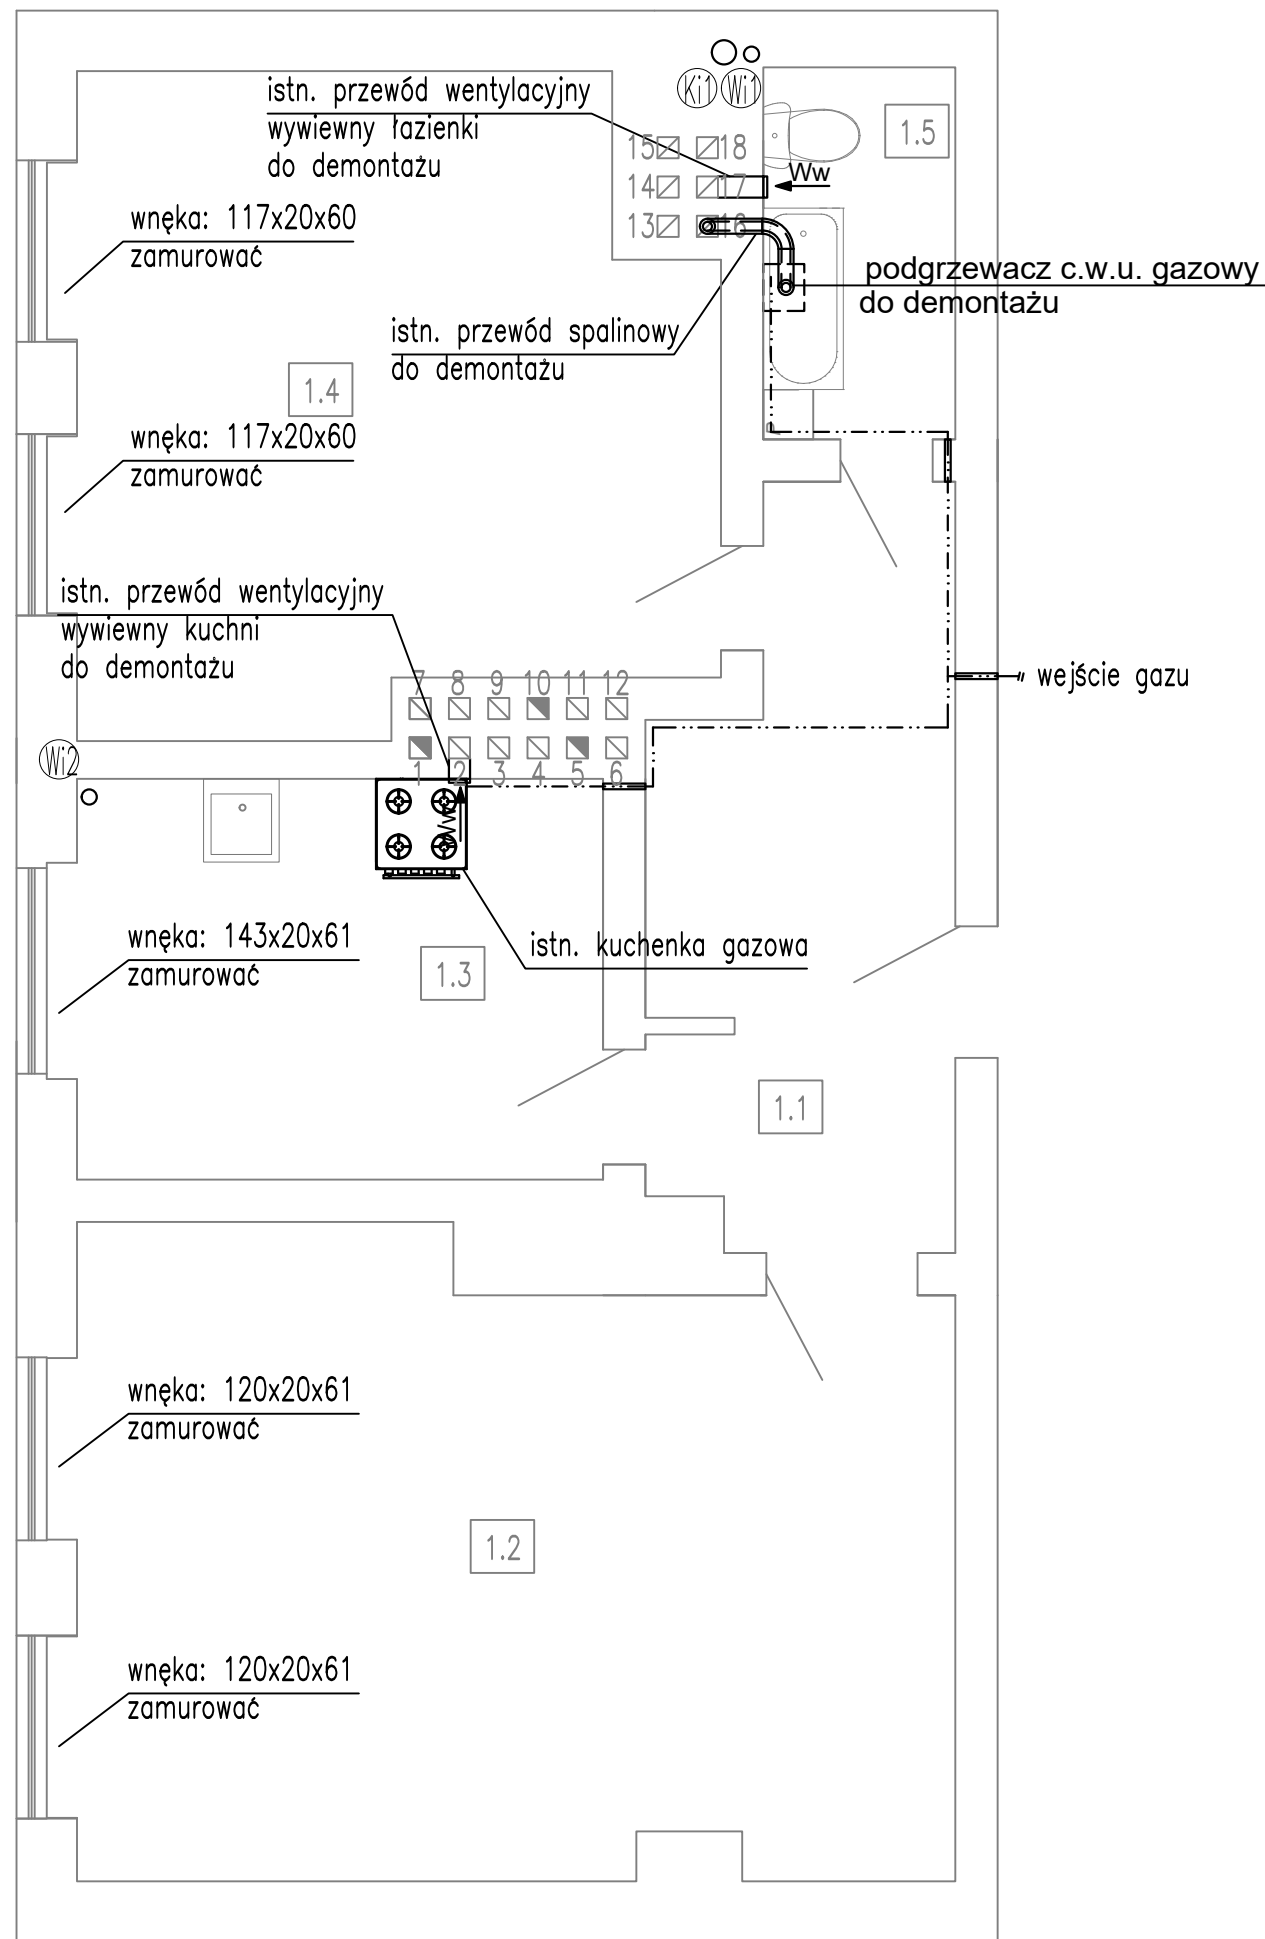 Ki1 Wi1
istn. przewód wentylacyjny
wywiewny łazienki
do demontażu
15 18
14 17
13 16
Ww
1.5
wnęka: 117x20x60
zamurować
podgrzewacz c.w.u. gazowy
do demontażu
istn. przewód spalinowy
do demontażu
1.4
wnęka: 117x20x60
zamurować
istn. przewód wentylacyjny
wywiewny kuchni
do demontażu
wejście gazu
7 8 9 10 11 12
1 2 3 4 5 6
Wi2
Ww
wnęka: 143x20x61
zamurować
istn. kuchenka gazowa
1.3
1.1
wnęka: 120x20x61
zamurować
1.2
wnęka: 120x20x61
zamurować